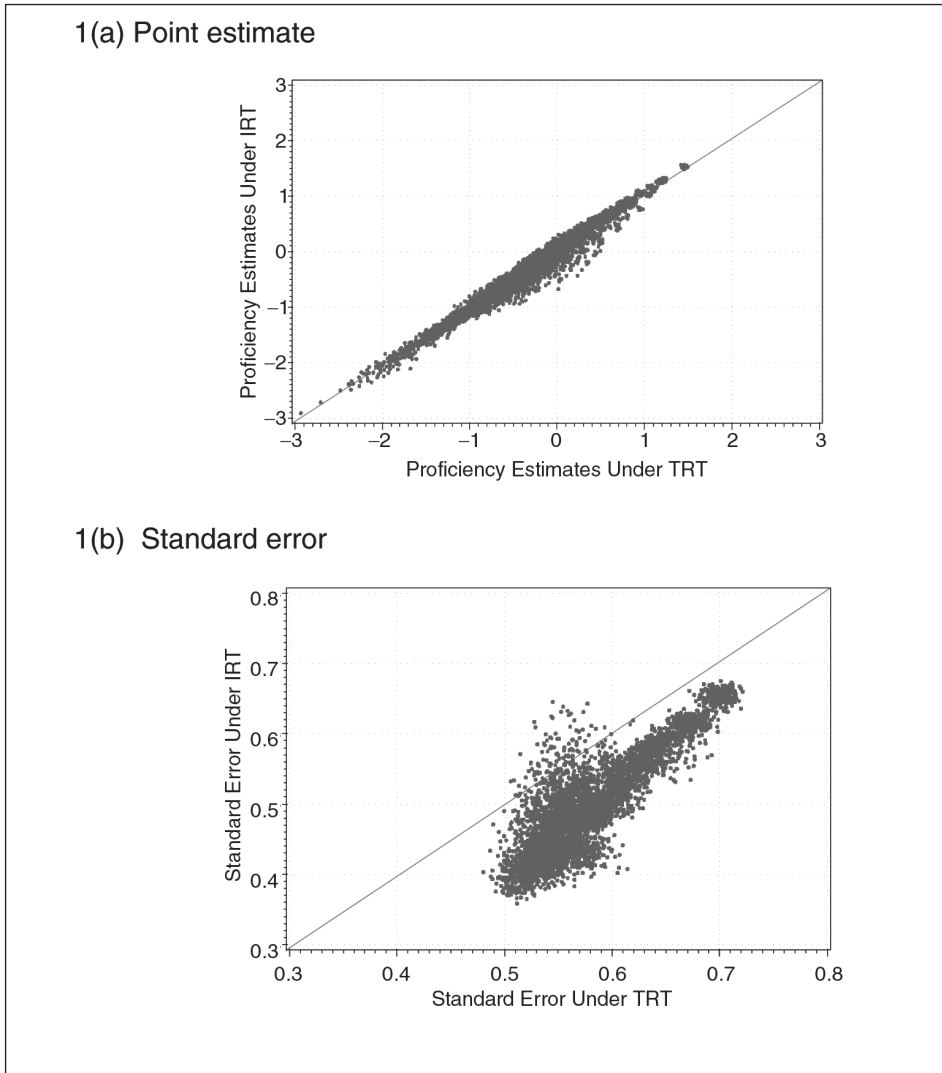 1(a) Point estimate
3
2
1
0
−1
−2
−3
Proficiency Estimates Under IRT
−3 −2 −1 0 1 2 3
Proficiency Estimates Under TRT
1(b) Standard error
0.8
0.7
0.6
0.5
0.4
0.3
Standard Error Under IRT
0.3 0.4 0.5 0.6 0.7 0.8
Standard Error Under TRT